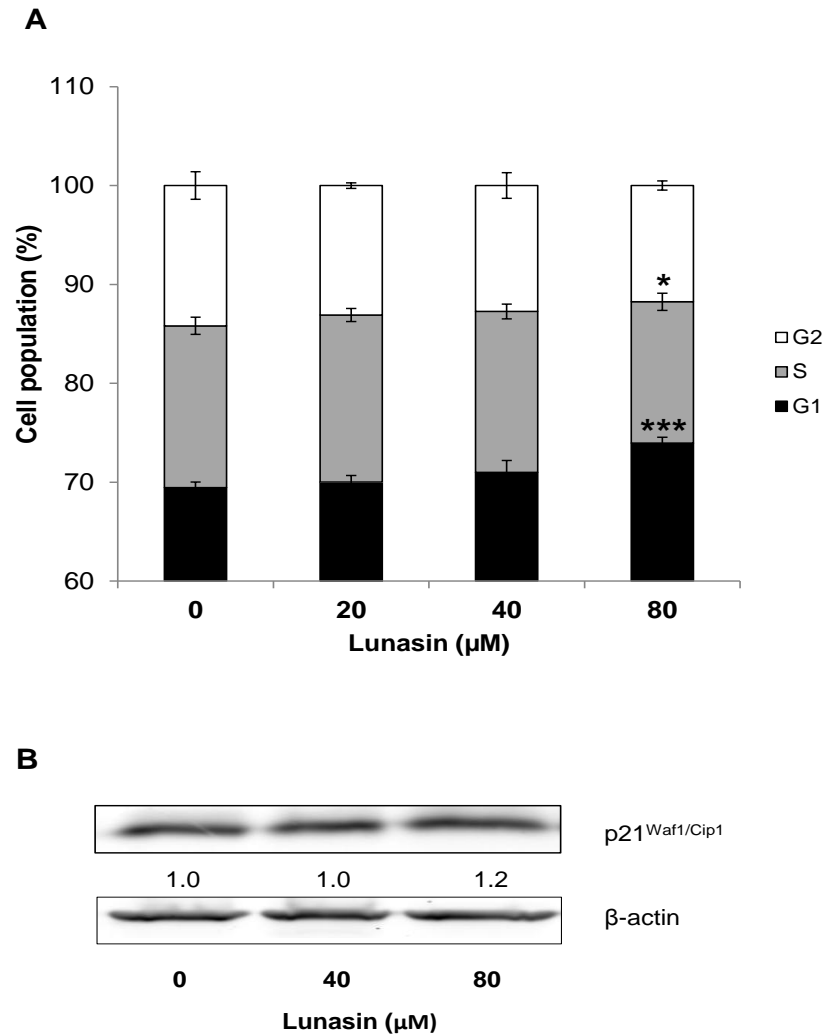 A
110
100
90
80
70
60
Cell population (%)
*
***
G2
S
G1
0 20 40 80
Lunasin (µM)
B
p21Waf1/Cip1
1.0 1.0 1.2
β-actin
0 40 80
Lunasin (µM)